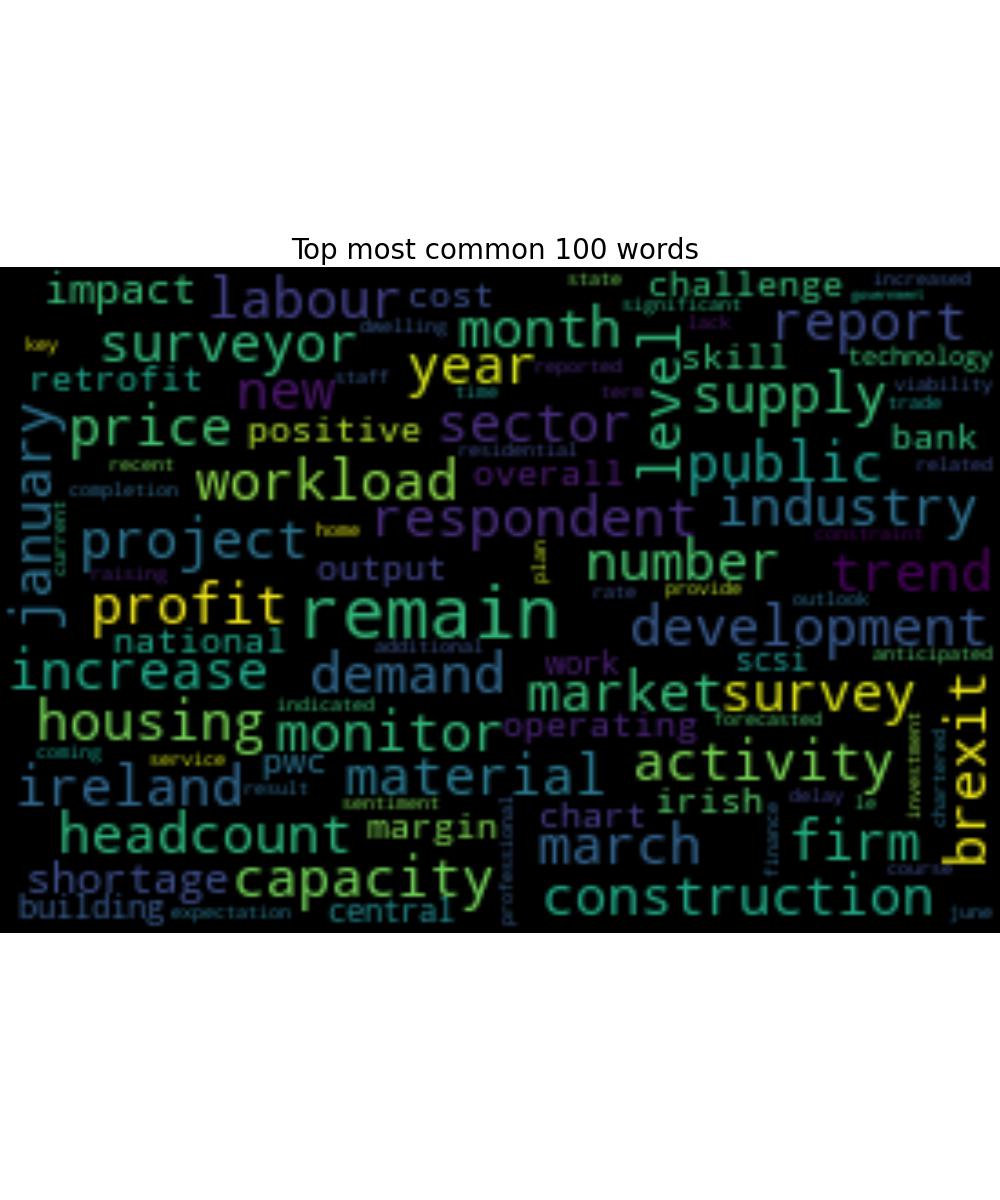 Top most common 100 words
impact
labour
cost
state
challenge
increased
government
significant
surveyor
dwelling
month
lack
report
key
year
reported
level
skill
technology
retrofit
new
staff
time
term
supply
viability
trade
january
price
positive
sector
residential
public
bank
recent
workload
overall
related
completion
respondent
industry
current
project
home
constraint
raising
output
plan
number
trend
profit
remain
rate
provide
outlook
national
additional
development
increase
demand
work
scsi
anticipated
market
survey
brexit
housing
indicated
monitor
operating
forecasted
coming
service
pwc
activity
investment
chartered
ireland
result
material
sentiment
irish
delay
le
headcount
margin
professional
chart
march
finance
firm
shortage
capacity
course
building
expectation
central
construction
june